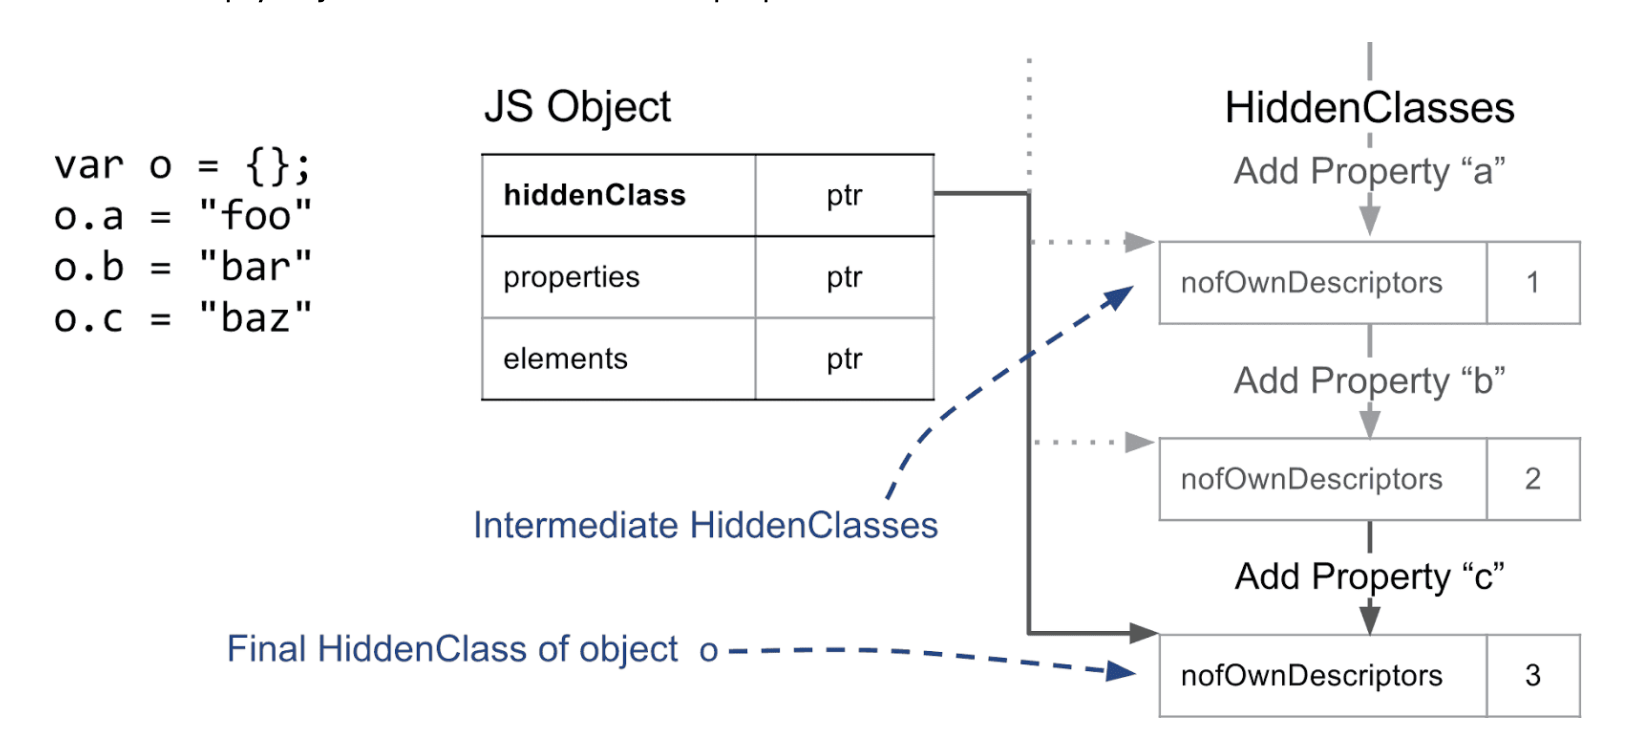 var o = {};
o.a = "foo"
o.b = "bar"
o.c = "baz"
JS Object
hiddenClass ptr
properties ptr
elements ptr
Intermediate HiddenClasses
Final HiddenClass of object o
HiddenClasses
Add Property “a”
nofOwnDescriptors 1
Add Property “b”
nofOwnDescriptors 2
Add Property “c”
nofOwnDescriptors 3